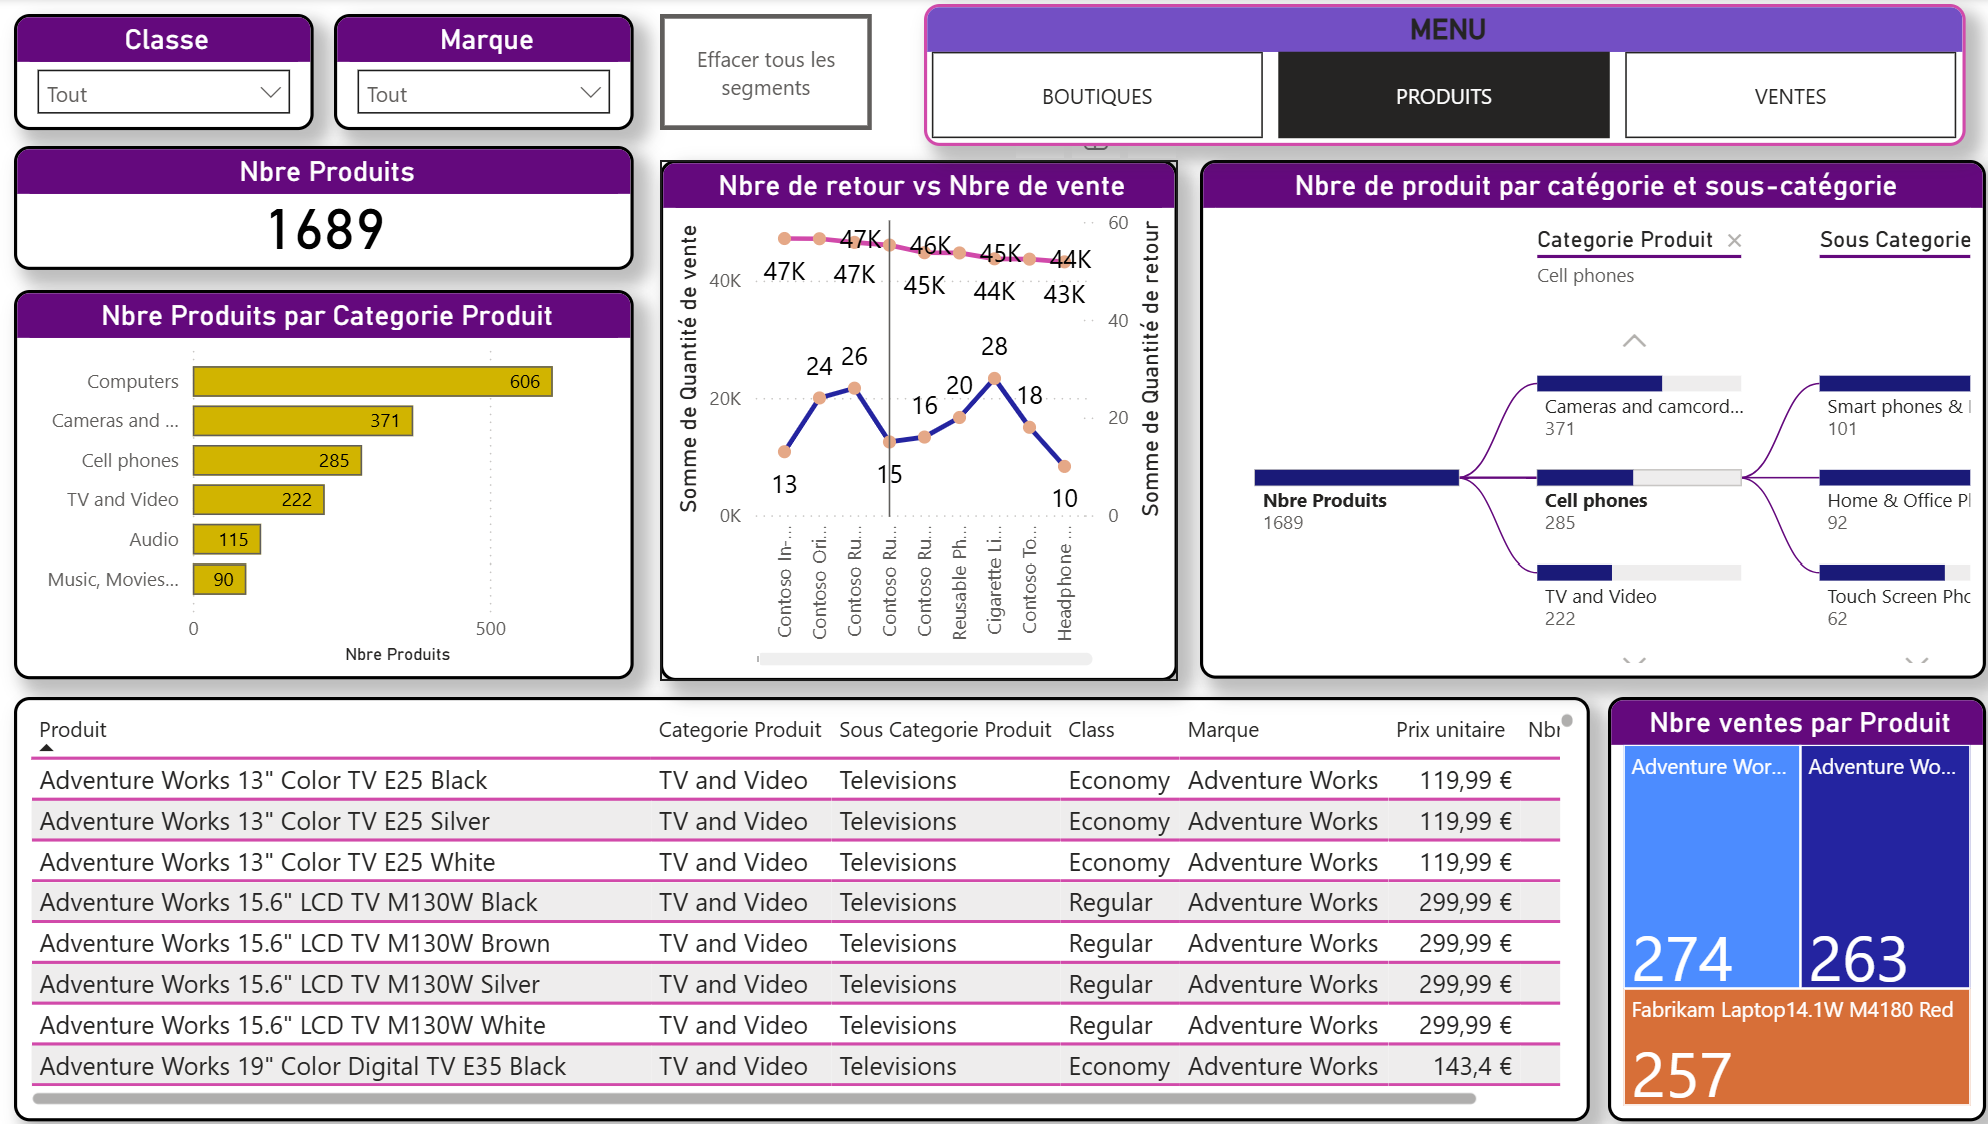 Classe
Tout
Marque
Tout
Effacer tous les
segments
MENU
BOUTIQUES
PRODUITS
VENTES
Nbre Produits
1689
Nbre Produits par Categorie Produit
Computers
606
Cameras and ...
371
Cell phones
285
TV and Video
222
Audio
115
Music, Movies...
90
0
500
Nbre Produits
Nbre de retour vs Nbre de vente
Somme de Quantité de vente
40K
20K
0K
47K
47K
47K
46K
45K
45K
44K
44K
43K
13
24
26
15
16
20
28
18
10
60
40
20
0
Somme de Quantité de retour
Contoso In-...
Contoso Ori...
Contoso Ru...
Contoso Ru...
Contoso Ru...
Reusable Ph...
Cigarette Li...
Contoso To...
Headphone ...
Nbre de produit par catégorie et sous-catégorie
Categorie Produit
Cell phones
Sous Categorie
Nbre Produits
1689
Cameras and camcord...
371
Cell phones
285
TV and Video
222
Smart phones &
101
Home & Office
92
Touch Screen
62
Produit Categorie Produit Sous Categorie Produit Class Marque Prix unitaire
Adventure Works 13" Color TV E25 Black TV and Video Televisions Economy Adventure Works 119,99 €
Adventure Works 13" Color TV E25 Silver TV and Video Televisions Economy Adventure Works 119,99 €
Adventure Works 13" Color TV E25 White TV and Video Televisions Economy Adventure Works 119,99 €
Adventure Works 15.6" LCD TV M130W Black TV and Video Televisions Regular Adventure Works 299,99 €
Adventure Works 15.6" LCD TV M130W Brown TV and Video Televisions Regular Adventure Works 299,99 €
Adventure Works 15.6" LCD TV M130W Silver TV and Video Televisions Regular Adventure Works 299,99 €
Adventure Works 15.6" LCD TV M130W White TV and Video Televisions Regular Adventure Works 299,99 €
Adventure Works 19" Color Digital TV E35 Black TV and Video Televisions Economy Adventure Works 143,4 €
Nbre ventes par Produit
Adventure Wor...
274
Adventure Wo...
263
Fabrikam Laptop14.1W M4180 Red
257